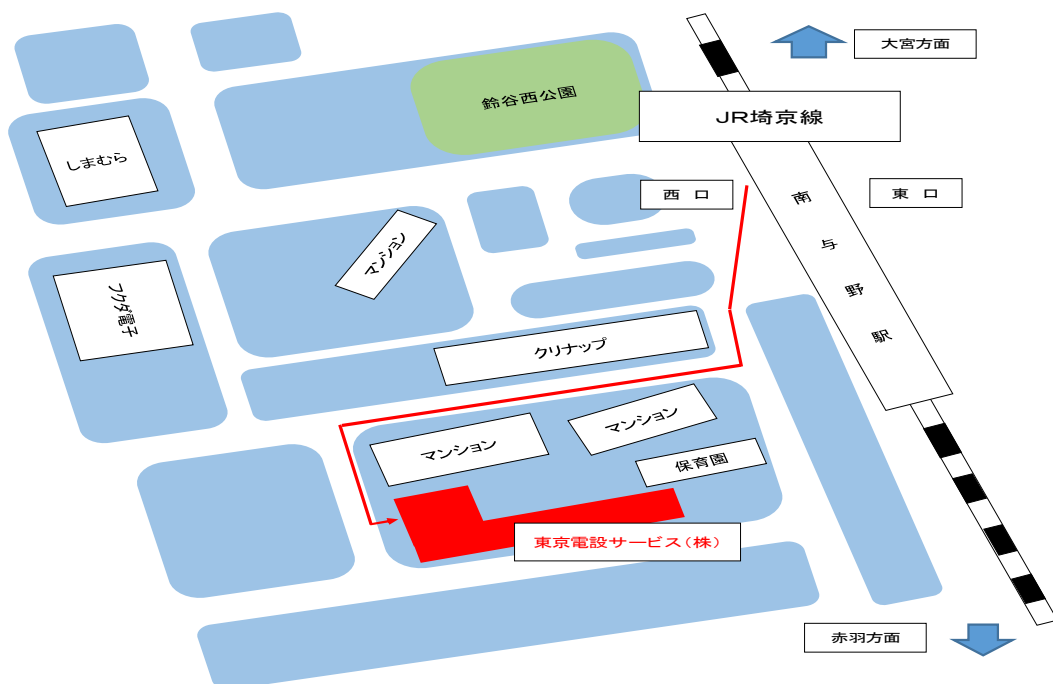 大宮方面
鈴谷西公園
JR埼京線
しまむら
西口
東口
南与野駅
マンション
フクダ電子
クリナップ
マンション
マンション
保育園
東京電設サービス(株)
赤羽方面